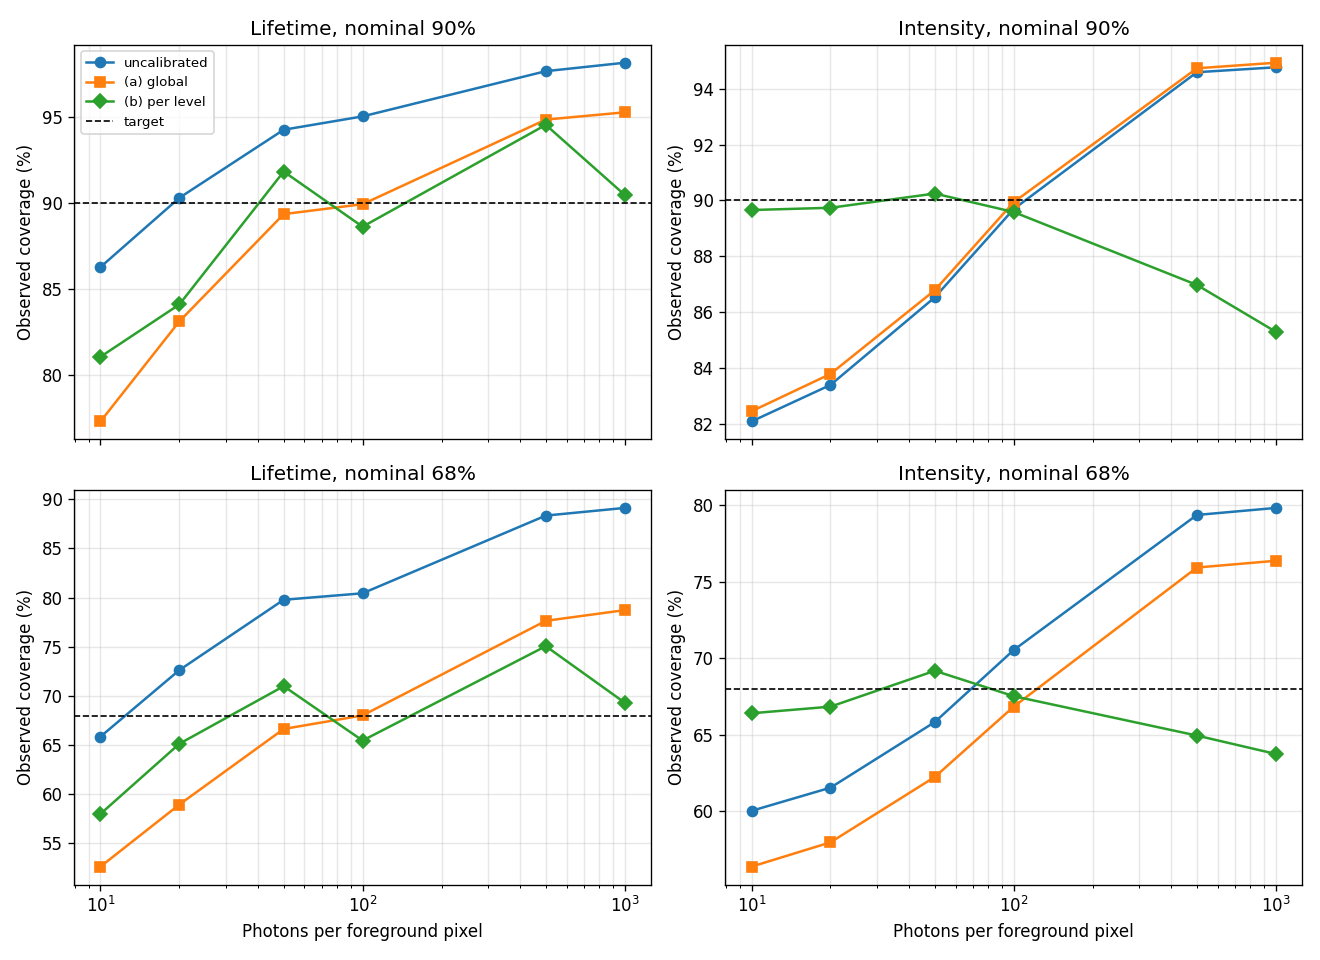 Lifetime, nominal 90%
Observed coverage (%)
95
90
85
80
uncalibrated
(a) global
(b) per level
target
Intensity, nominal 90%
Observed coverage (%)
94
92
90
88
86
84
82
Lifetime, nominal 68%
Observed coverage (%)
90
85
80
75
70
65
60
55
10¹ 10² 10³
Photons per foreground pixel
Intensity, nominal 68%
Observed coverage (%)
80
75
70
65
60
10¹ 10² 10³
Photons per foreground pixel